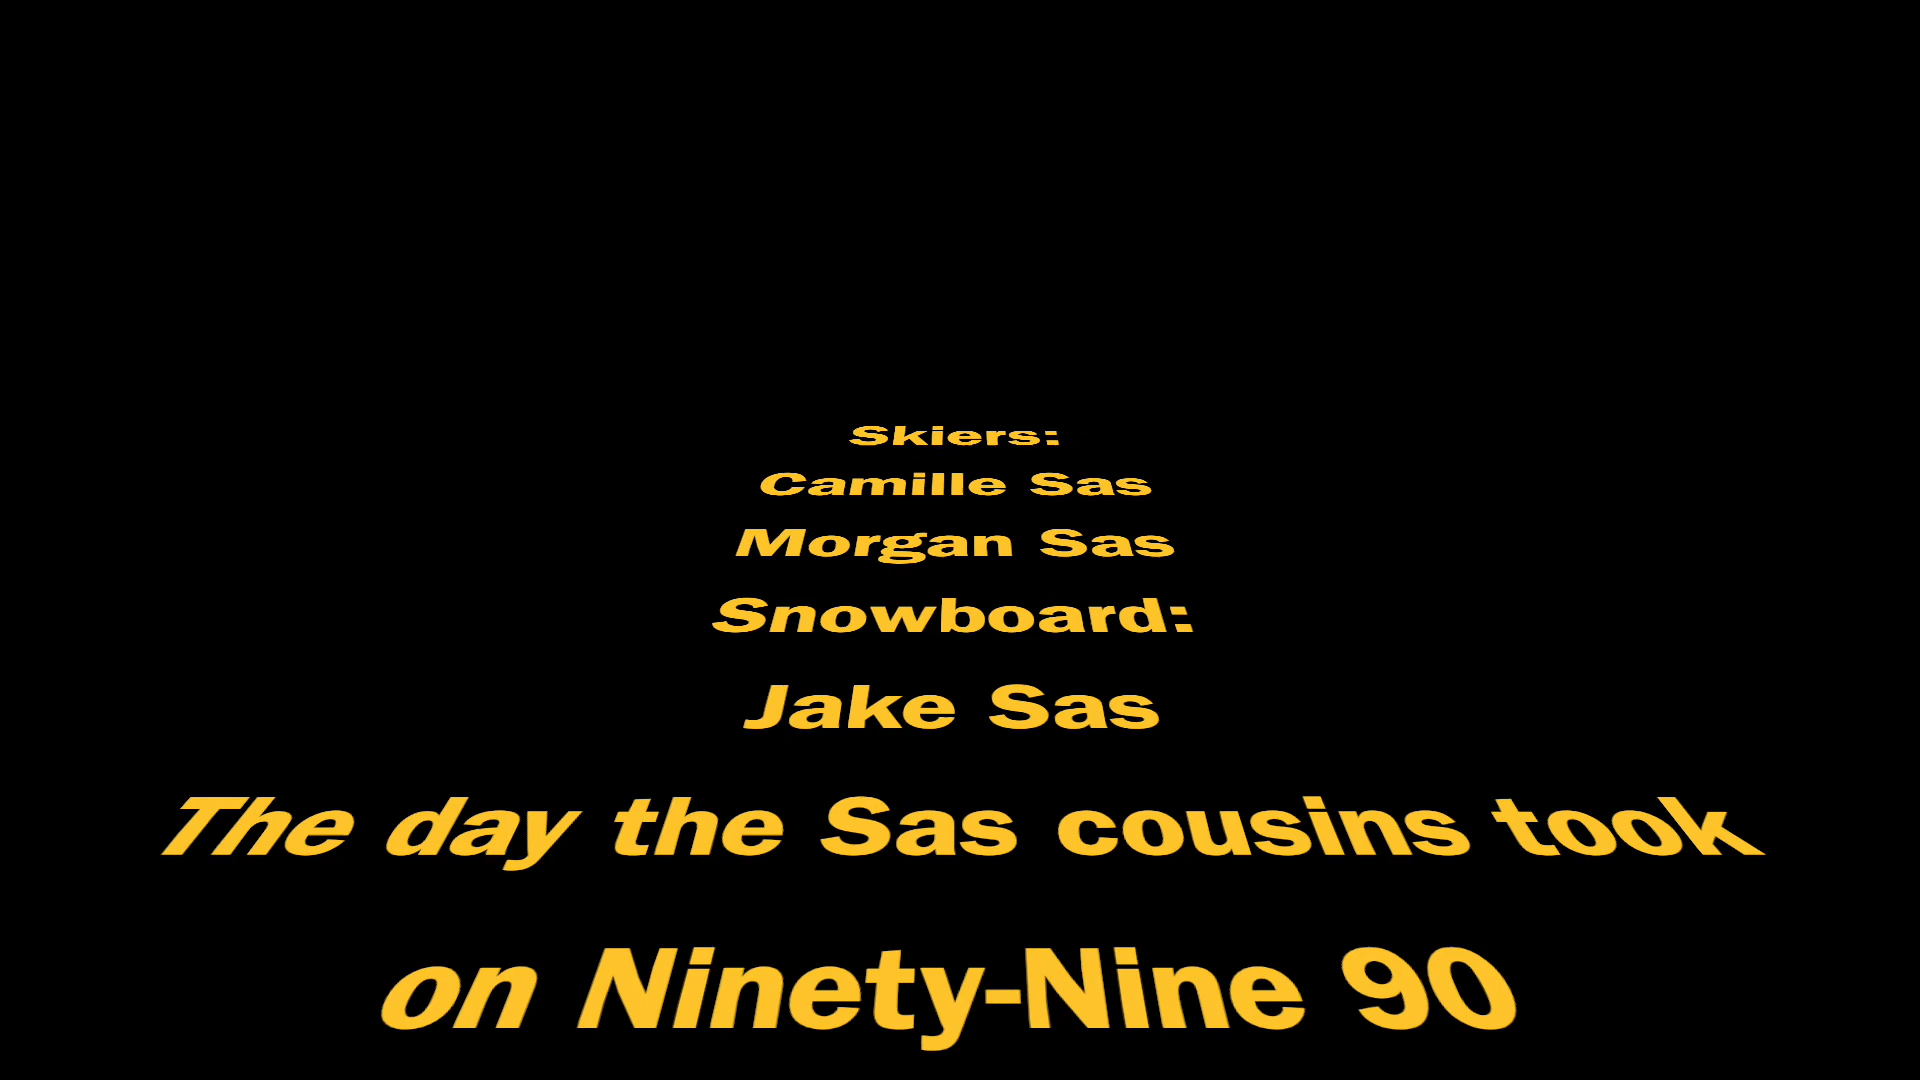 Skiers:
Camille Sas
Morgan Sas
Snowboard:
Jake Sas
The day the Sas cousins took
on Ninety-Nine 90